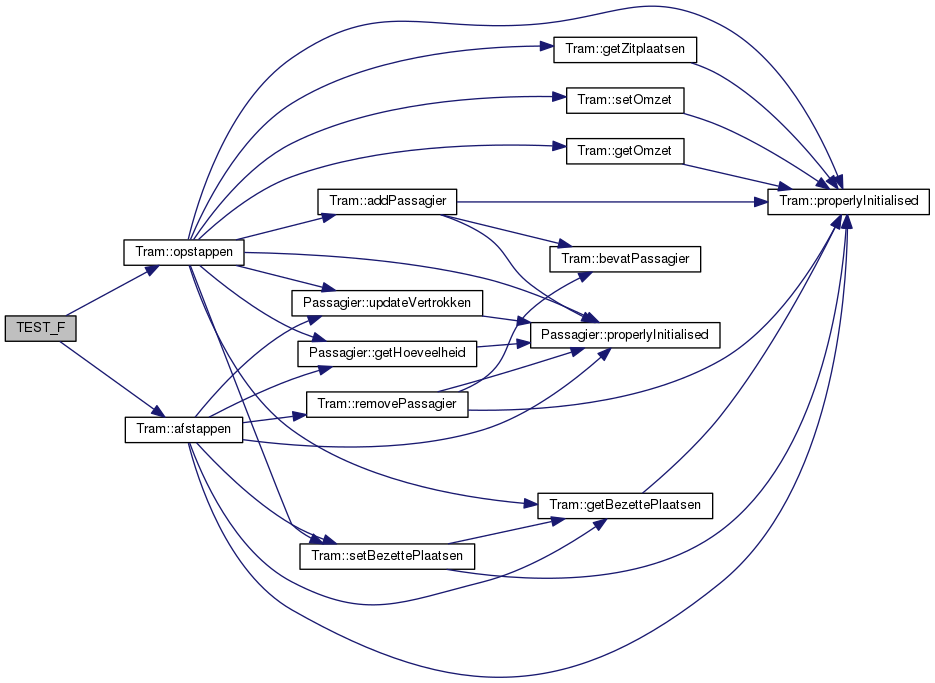 Tram::getZitplaatsen
Tram::setOmzet
Tram::getOmzet
Tram::addPassagier
Tram::properlyInitialised
Tram::opstappen
Tram::bevatPassagier
Passagier::updateVertrokken
TEST_F
Passagier::properlyInitialised
Passagier::getHoeveelheid
Tram::removePassagier
Tram::afstappen
Tram::getBezettePlaatsen
Tram::setBezettePlaatsen